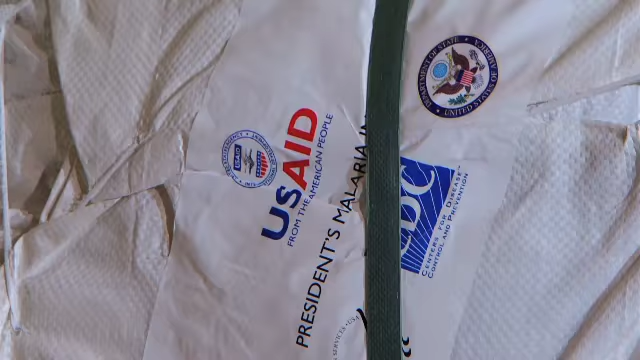 USAID
FROM THE AMERICAN PEOPLE
DEPARTMENT OF STATE
UNITED STATES OF AMERICA
PRESIDENT'S MALARIA
CENTERS FOR DISEASE
CONTROL AND PREVENTION